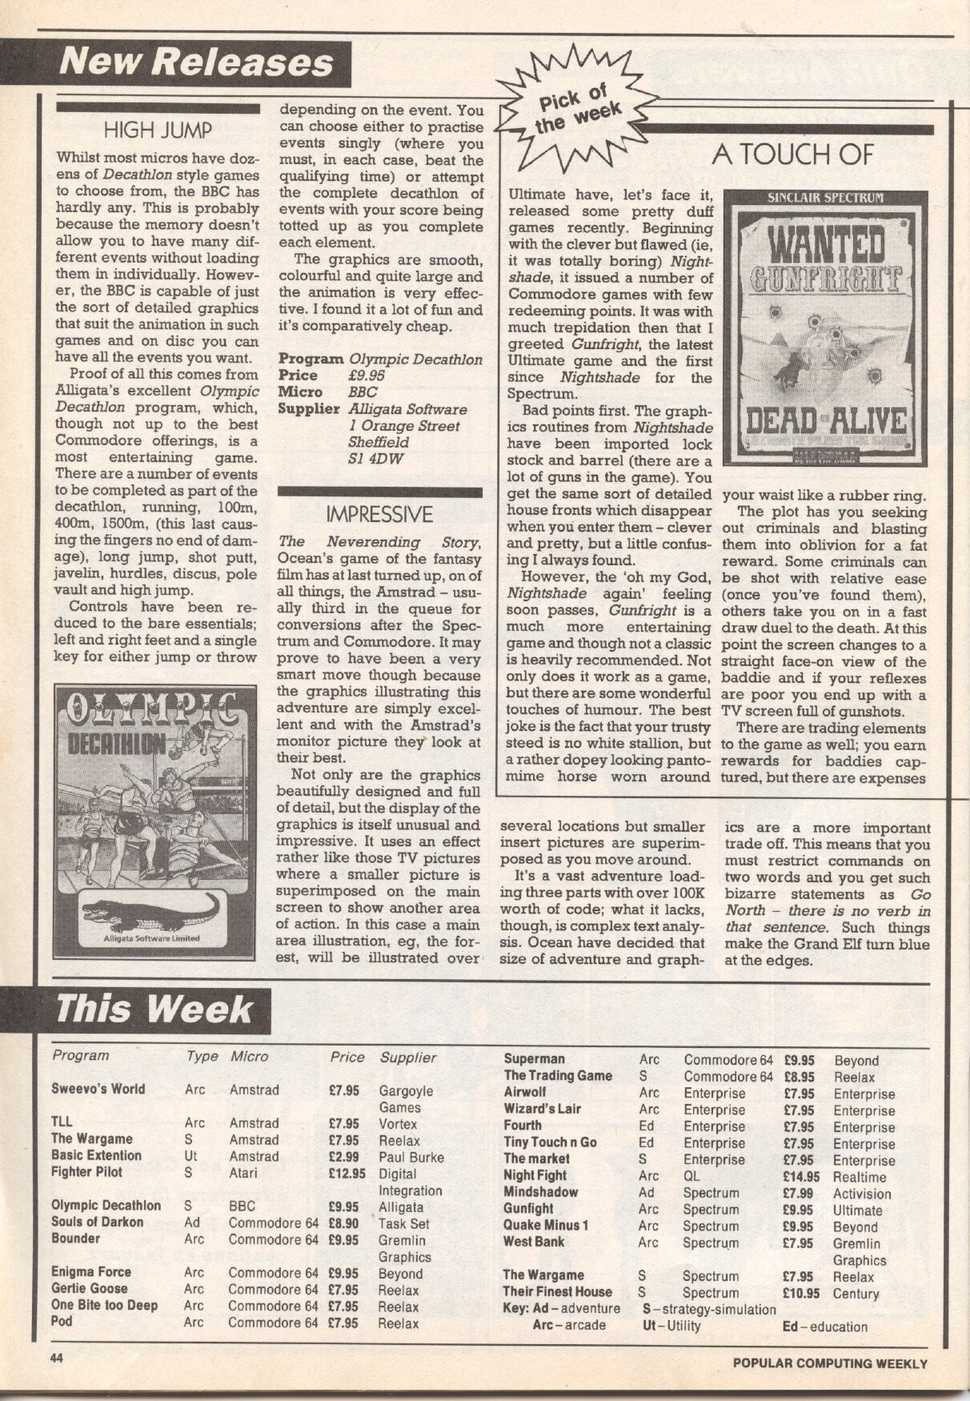 New Releases
HIGH JUMP
Whilst most micros have doz-
ens of Decathlon style games
to choose from, the BBC has
hardly any. This is probably
because the memory doesn't
allow you to have many dif-
ferent events without loading
them in individually. Howev-
er, the BBC is capable of just
the sort of detailed graphics
that suit the animation in such
games and on disc you can
have all the events you want.
Proof of all this comes from
Alligata's excellent Olympic
Decathlon program, which,
though not up to the best
Commodore offerings, is a
most entertaining game.
There are a number of events
to be completed as part of the
decathlon, running, 100m,
400m, 1500m, (this last caus-
ing the fingers no end of dam-
age), long jump, shot putt,
javelin, hurdles, discus, pole
vault and high jump.
Controls have been re-
duced to the bare essentials;
left and right feet and a single
key for either jump or throw
OLYMPIC
DECATHLON
Alligata Software Limited
depending on the event. You
can choose either to practise
events singly (where you
must, in each case, beat the
qualifying time) or attempt
the complete decathlon of
events with your score being
totted up as you complete
each element.
The graphics are smooth,
colourful and quite large and
the animation is very effec-
tive. I found it a lot of fun and
it's comparatively cheap.
Program Olympic Decathlon
Price £9.95
Micro BBC
Supplier Alligata Software
1 Orange Street
Sheffield
S1 4DW
IMPRESSIVE
The Neverending Story,
Ocean's game of the fantasy
film has at last turned up, on of
all things, the Amstrad – usu-
ally third in the queue for
conversions after the Spec-
trum and Commodore. It may
prove to have been a very
smart move though because
the graphics illustrating this
adventure are simply excel-
lent and with the Amstrad's
monitor picture they look at
their best.
Not only are the graphics
beautifully designed and full
of detail, but the display of the
graphics is itself unusual and
impressive. It uses an effect
rather like those TV pictures
where a smaller picture is
superimposed on the main
screen to show another area
of action. In this case a main
area illustration, eg, the for-
est, will be illustrated over
several locations but smaller
insert pictures are superim-
posed as you move around.
It's a vast adventure load-
ing three parts with over 100K
worth of code; what it lacks,
though, is complex text analy-
sis. Ocean have decided that
size of adventure and graph-
ics are a more important
trade off. This means that you
must restrict commands on
two words and you get such
bizarre statements as Go
North – there is no verb in
that sentence. Such things
make the Grand Elf turn blue
at the edges.
Pick of
the week
A TOUCH OF
Ultimate have, let's face it,
released some pretty duff
games recently. Beginning
with the clever but flawed (ie,
it was totally boring) Night-
shade, it issued a number of
Commodore games with few
redeeming points. It was with
much trepidation then that I
greeted Gunfright, the latest
Ultimate game and the first
since Nightshade for the
Spectrum.
Bad points first. The graph-
ics routines from Nightshade
have been imported lock
stock and barrel (there are a
lot of guns in the game). You
get the same sort of detailed
house fronts which disappear
when you enter them – clever
and pretty, but a little confus-
ing I always found.
However, the 'oh my God,
Nightshade again' feeling
soon passes, Gunfright is a
much more entertaining
game and though not a classic
is heavily recommended. Not
only does it work as a game,
but there are some wonderful
touches of humour. The best
joke is the fact that your trusty
steed is no white stallion, but
a rather dopey looking panto-
mime horse worn around
SINCLAIR SPECTRUM
WANTED
GUNFRIGHT
DEAD OR ALIVE
your waist like a rubber ring.
The plot has you seeking
out criminals and blasting
them into oblivion for a fat
reward. Some criminals can
be shot with relative ease
(once you've found them),
others take you on in a fast
draw duel to the death. At this
point the screen changes to a
straight face-on view of the
baddie and if your reflexes
are poor you end up with a
TV screen full of gunshots.
There are trading elements
to the game as well; you earn
rewards for baddies cap-
tured, but there are expenses
This Week
Program Type Micro Price Supplier
Sweevo's World Arc Amstrad £7.95 Gargoyle
Games
TLL Arc Amstrad £7.95 Vortex
The Wargame S Amstrad £7.95 Reelax
Basic Extention Ut Amstrad £2.99 Paul Burke
Fighter Pilot S Atari £12.95 Digital
Integration
Olympic Decathlon S BBC £9.95 Alligata
Souls of Darkon Ad Commodore 64 £8.90 Task Set
Bounder Arc Commodore 64 £9.95 Gremlin
Graphics
Enigma Force Arc Commodore 64 £9.95 Beyond
Gerlie Goose Arc Commodore 64 £7.95 Reelax
One Bite too Deep Arc Commodore 64 £7.95 Reelax
Pod Arc Commodore 64 £7.95 Reelax
Superman Arc Commodore 64 £9.95 Beyond
The Trading Game S Commodore 64 £8.95 Reelax
Airwolf Arc Enterprise £7.95 Enterprise
Wizard's Lair Arc Enterprise £7.95 Enterprise
Fourth Ed Enterprise £7.95 Enterprise
Tiny Touch n Go Ed Enterprise £7.95 Enterprise
The market S Enterprise £7.95 Enterprise
Night Fight Arc QL £14.95 Realtime
Mindshadow Ad Spectrum £7.99 Activision
Gunfight Arc Spectrum £9.95 Ultimate
Quake Minus 1 Arc Spectrum £9.95 Beyond
West Bank Arc Spectrum £7.95 Gremlin
Graphics
The Wargame S Spectrum £7.95 Reelax
Their Finest House S Spectrum £10.95 Century
Key: Ad – adventure S – strategy-simulation
Arc – arcade Ut – Utility Ed – education
44
POPULAR COMPUTING WEEKLY